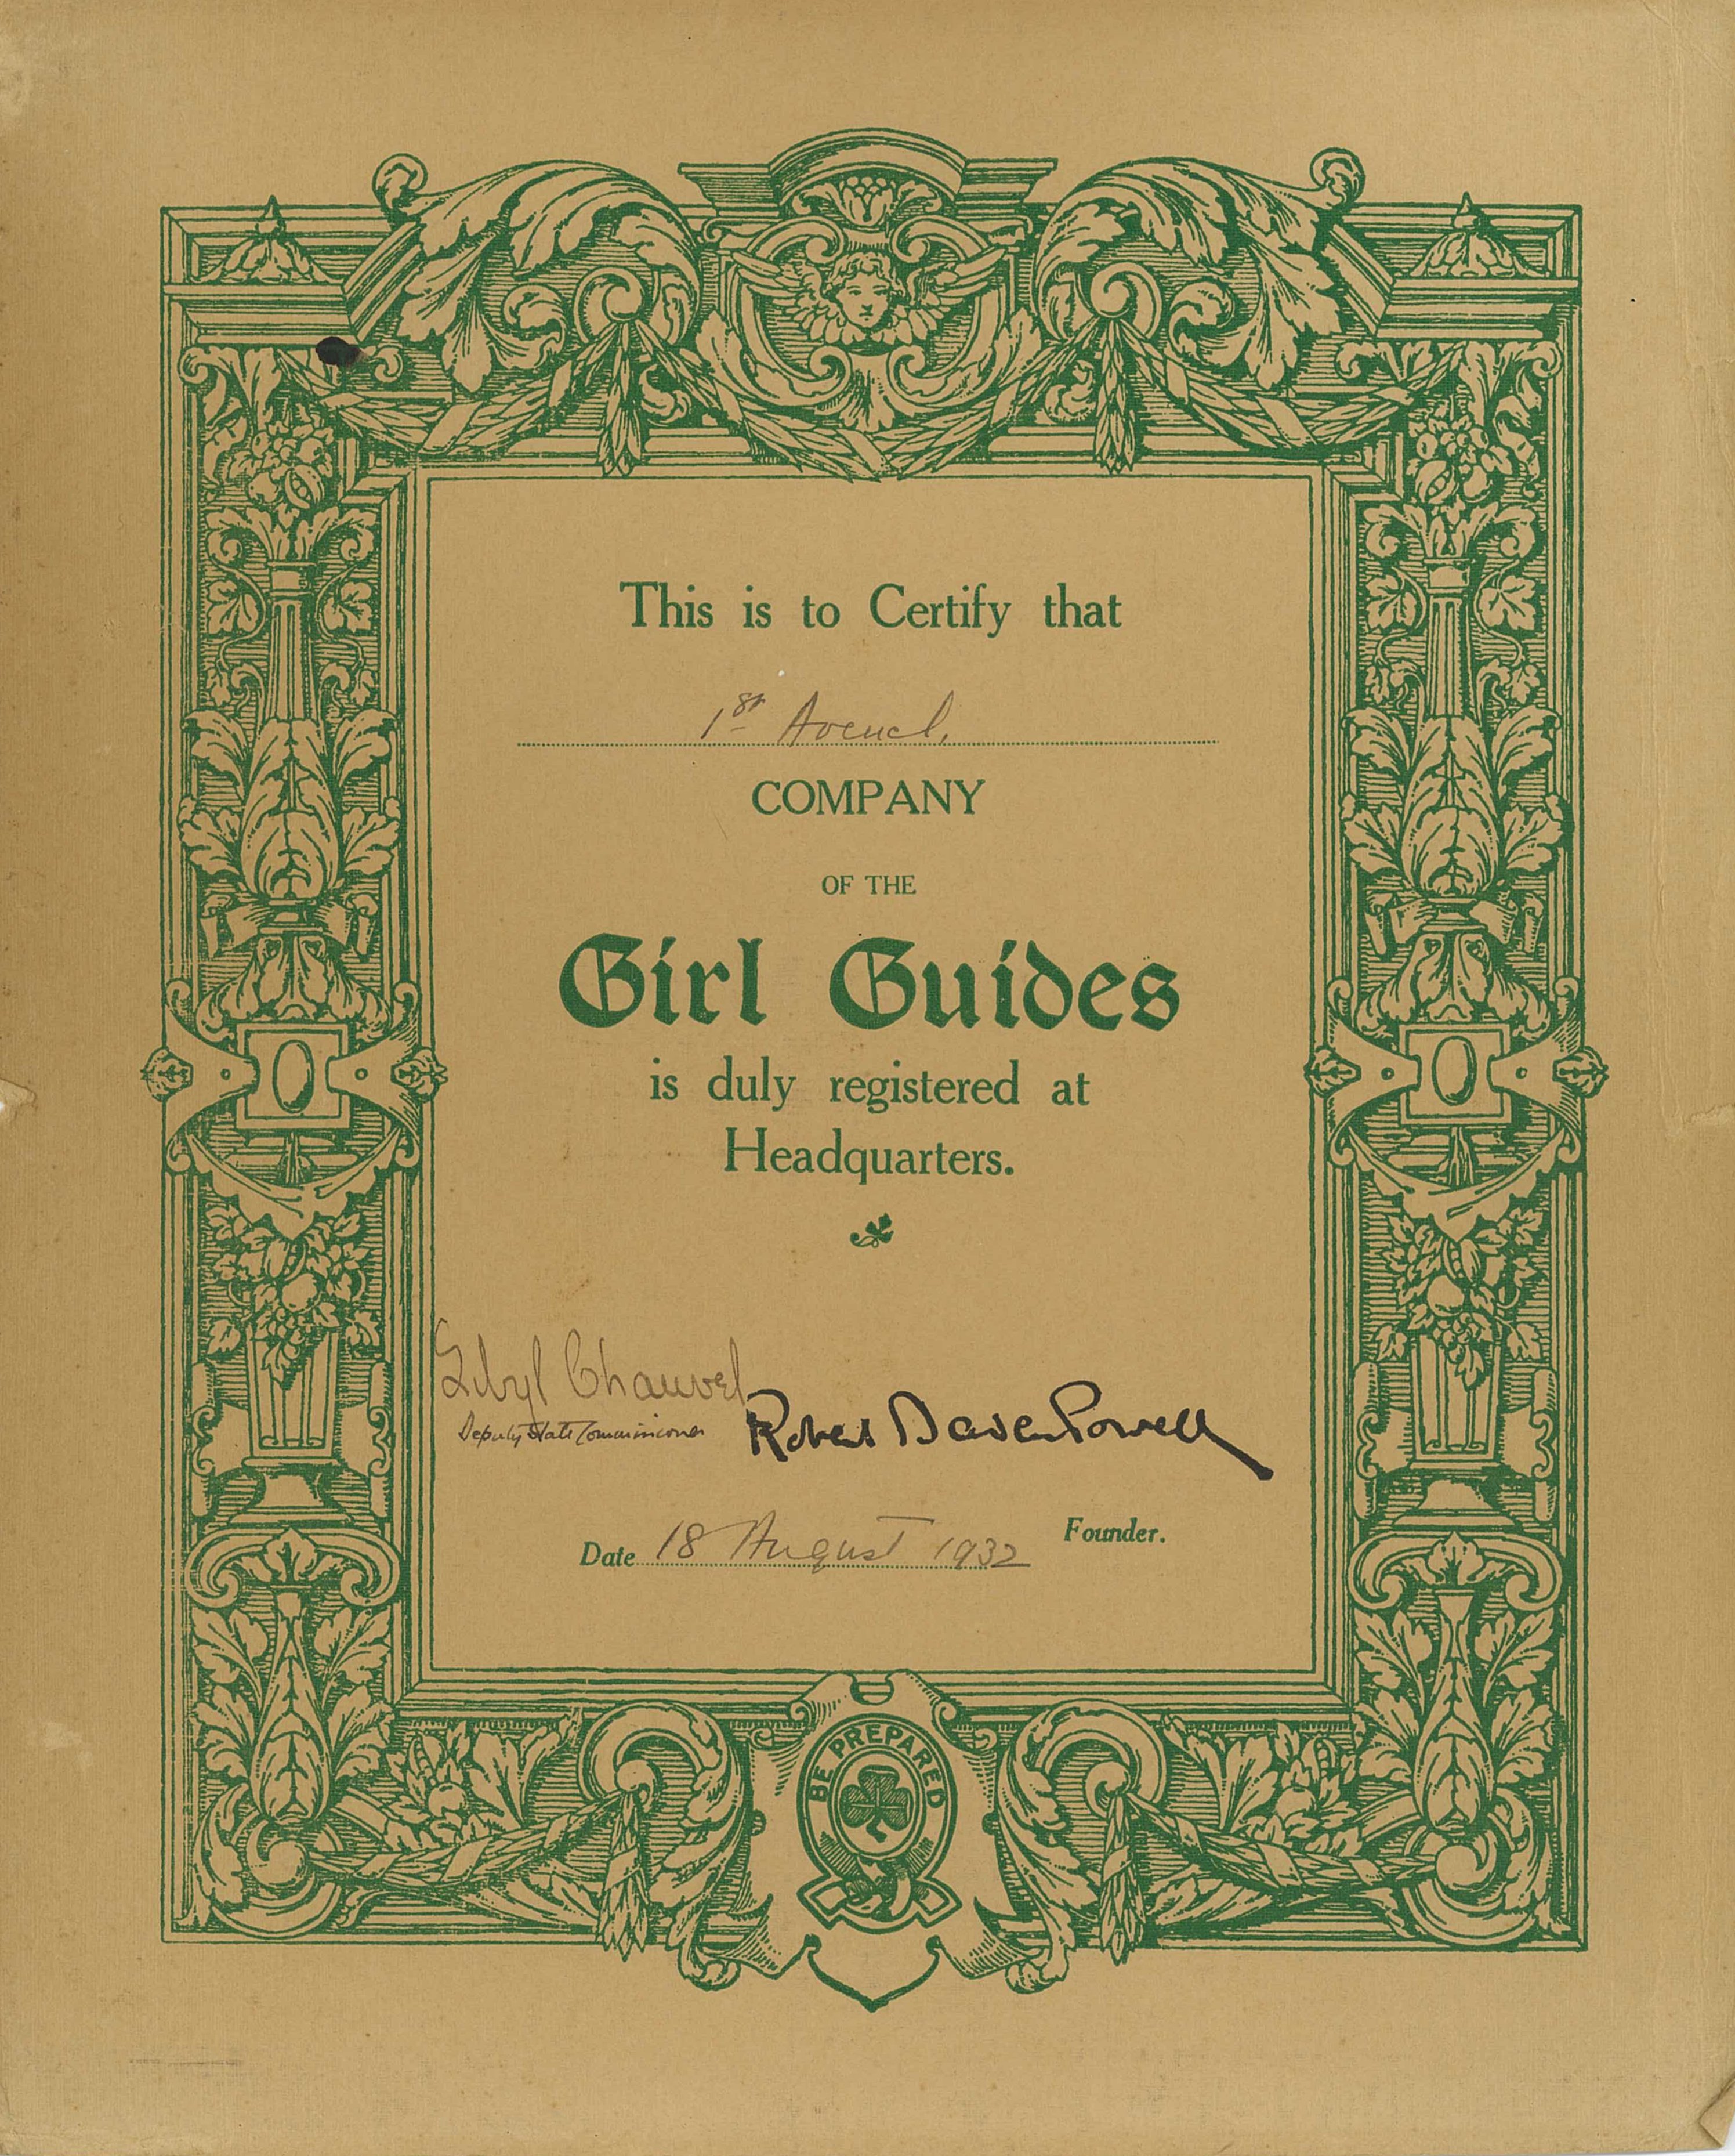 This is to Certify that
1st Avenel,
COMPANY
OF THE
Girl Guides
is duly registered at
Headquarters.
Sibyl Chauvel
Deputy State Commissioner
Robert Baden Powell
Founder.
Date 18 August 1932
BE PREPARED